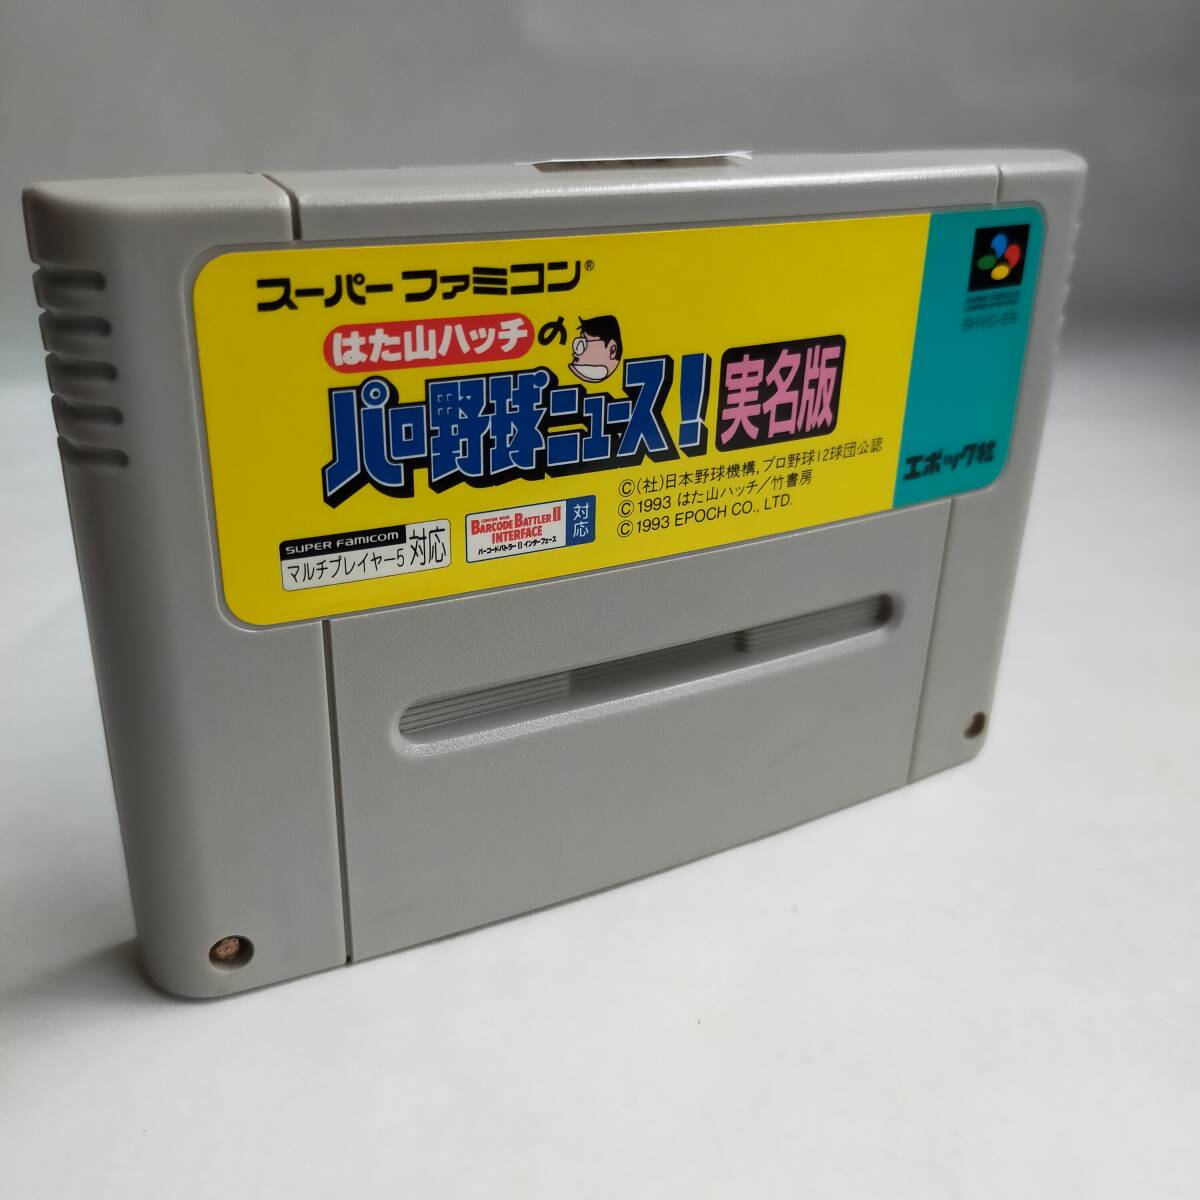 スーパーファミコン®
はた山ハッチの
パロ野球ニュース！実名版
©(社)日本野球機構，プロ野球12球団公認
©1993 はた山ハッチ／竹書房
©1993 EPOCH CO., LTD.
SUPER FAMICOM
マルチプレイヤー5 対応
BARCODE BATTLER II
INTERFACE
バーコードバトラーⅡ インターフェース
対応
SUPER FAMICOM
エポック社